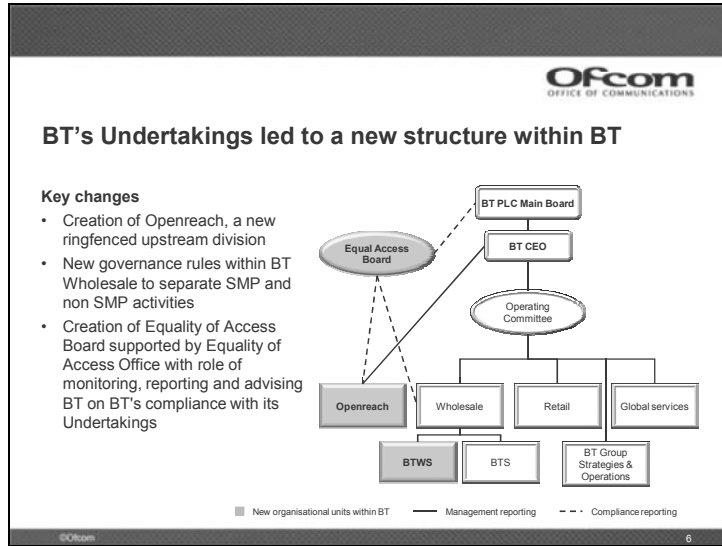 Ofcom
OFFICE OF COMMUNICATIONS
BT's Undertakings led to a new structure within BT
Key changes
• Creation of Openreach, a new
ringfenced upstream division
• New governance rules within BT
Wholesale to separate SMP and
non SMP activities
• Creation of Equality of Access
Board supported by Equality of
Access Office with role of
monitoring, reporting and advising
BT on BT's compliance with its
Undertakings
BT PLC Main Board
Equal Access
Board
BT CEO
Operating
Committee
Openreach
Wholesale
Retail
Global services
BTWS
BTS
BT Group
Strategies &
Operations
New organisational units within BT
Management reporting
Compliance reporting
©Ofcom
6